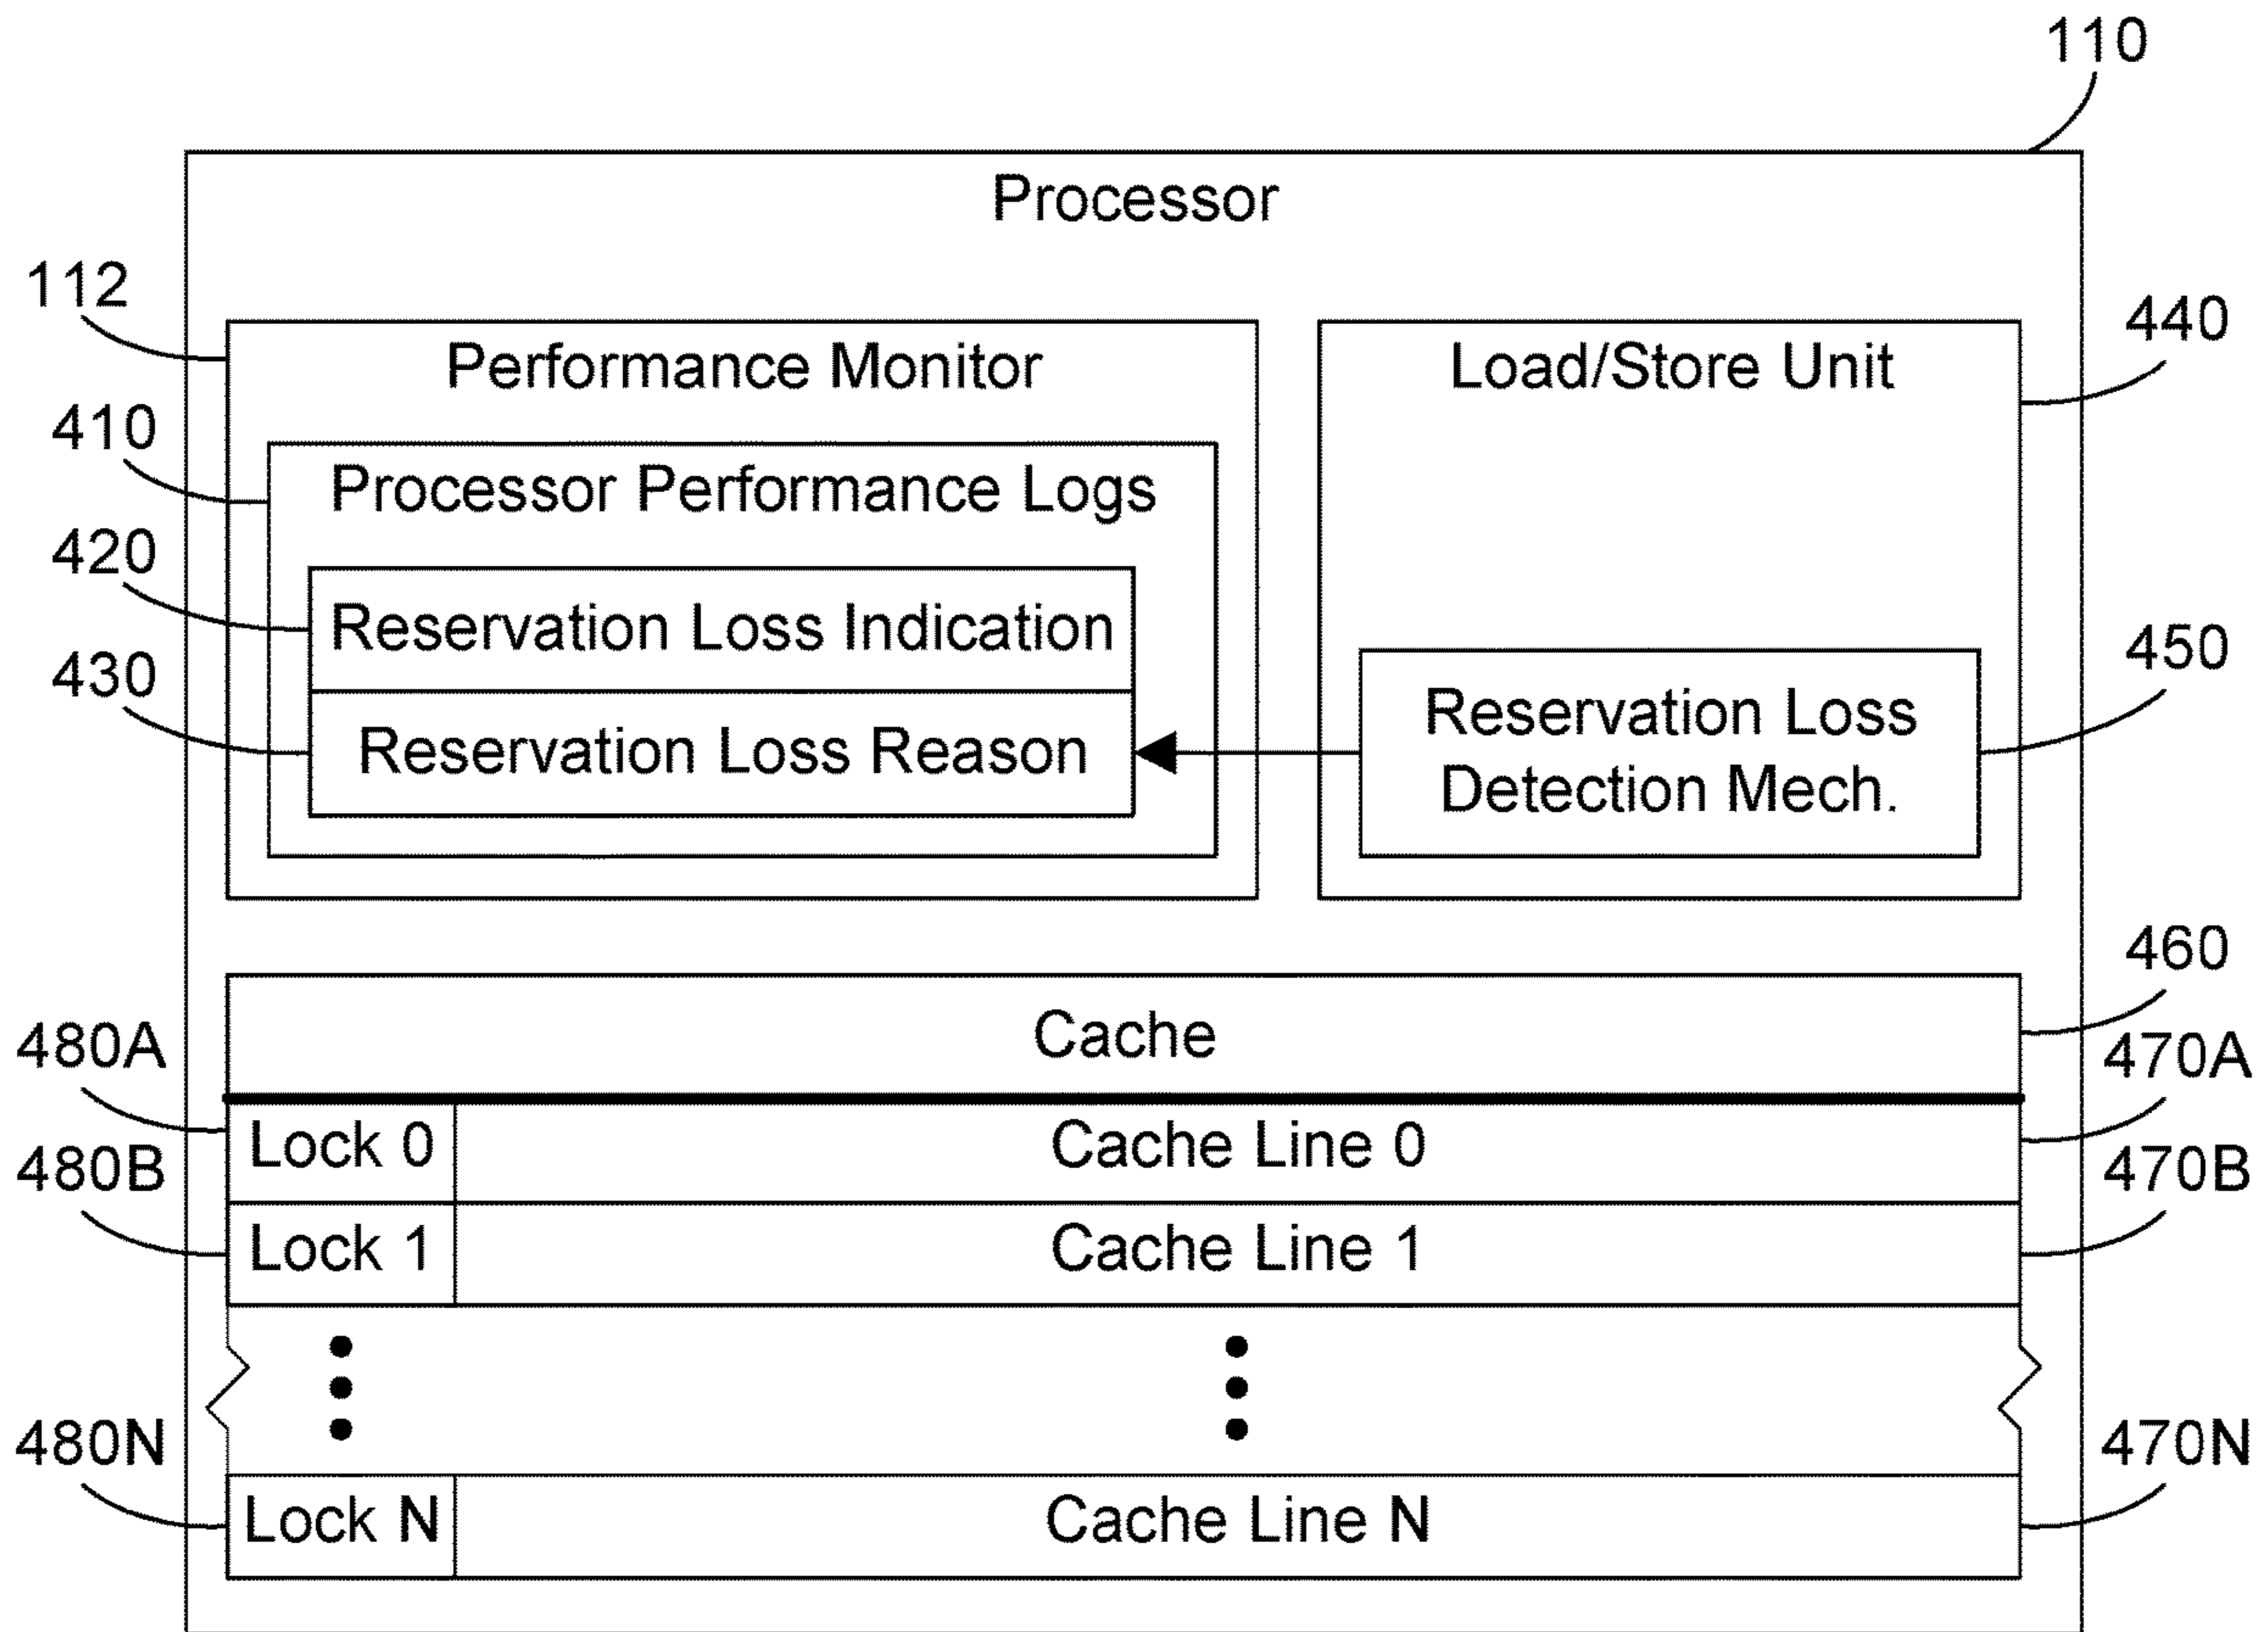 110
Processor
112
Performance Monitor
Load/Store Unit
440
410
Processor Performance Logs
420
Reservation Loss Indication
430
Reservation Loss Reason
Reservation Loss
Detection Mech.
450
460
Cache
480A
Lock 0
Cache Line 0
470A
480B
Lock 1
Cache Line 1
470B
480N
Lock N
Cache Line N
470N